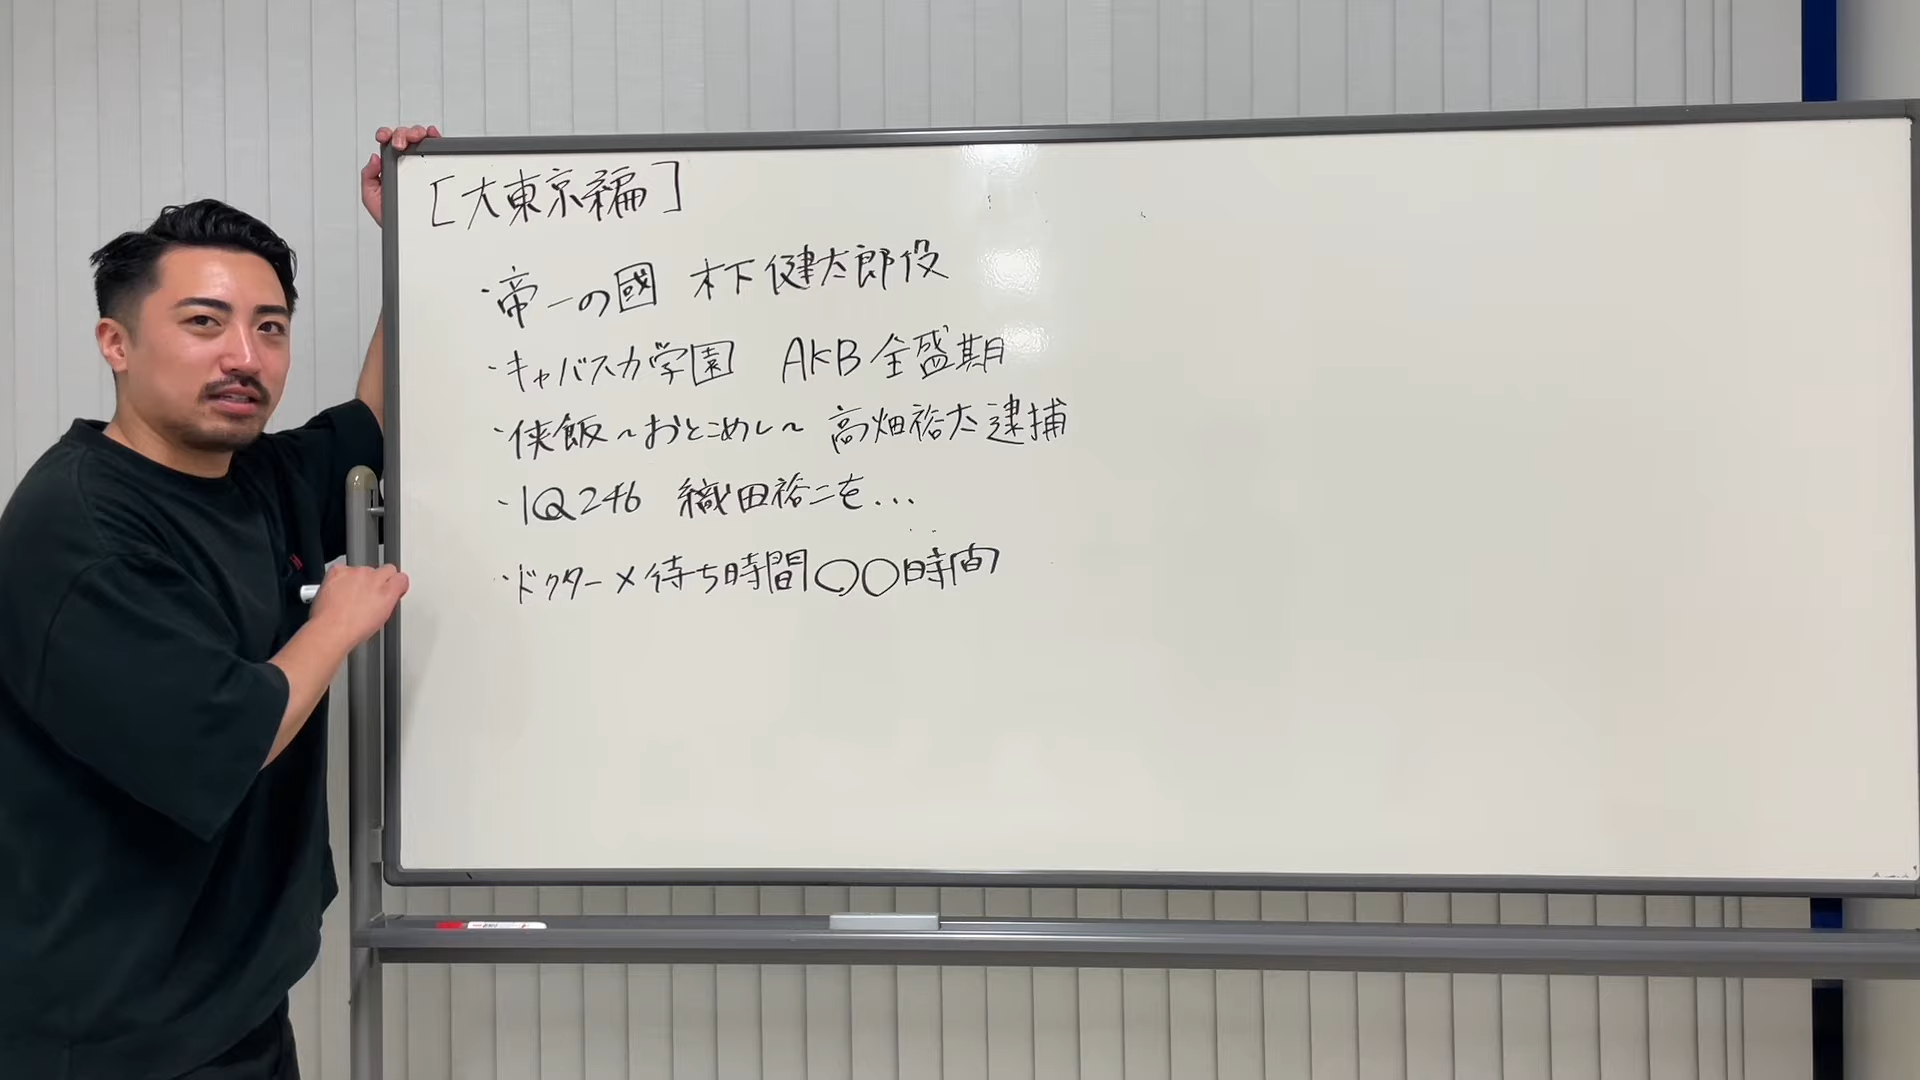 [大東京編]
・帝一の國 木下健太郎役
・キャバスカ学園 AKB全盛期
・侠飯~おとこめし~ 高畑裕太逮捕
・IQ246 織田裕二を...
・ドクターX待ち時間〇〇時間